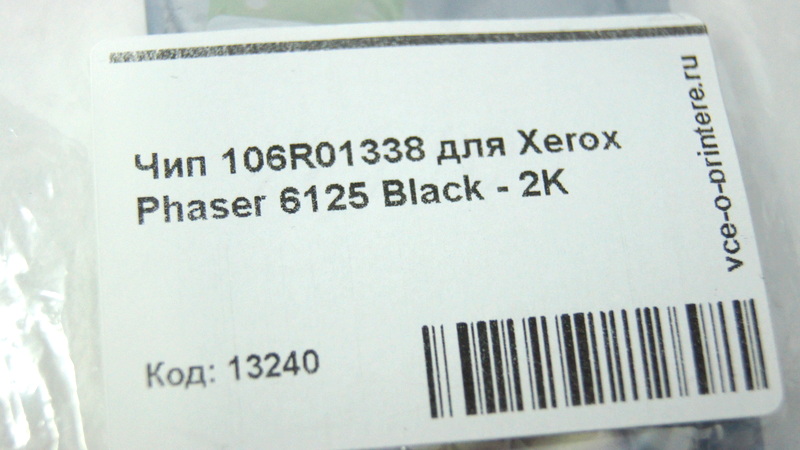 Чип 106R01338 для Xerox
Phaser 6125 Black - 2K
Код: 13240
vce-o-printere.ru